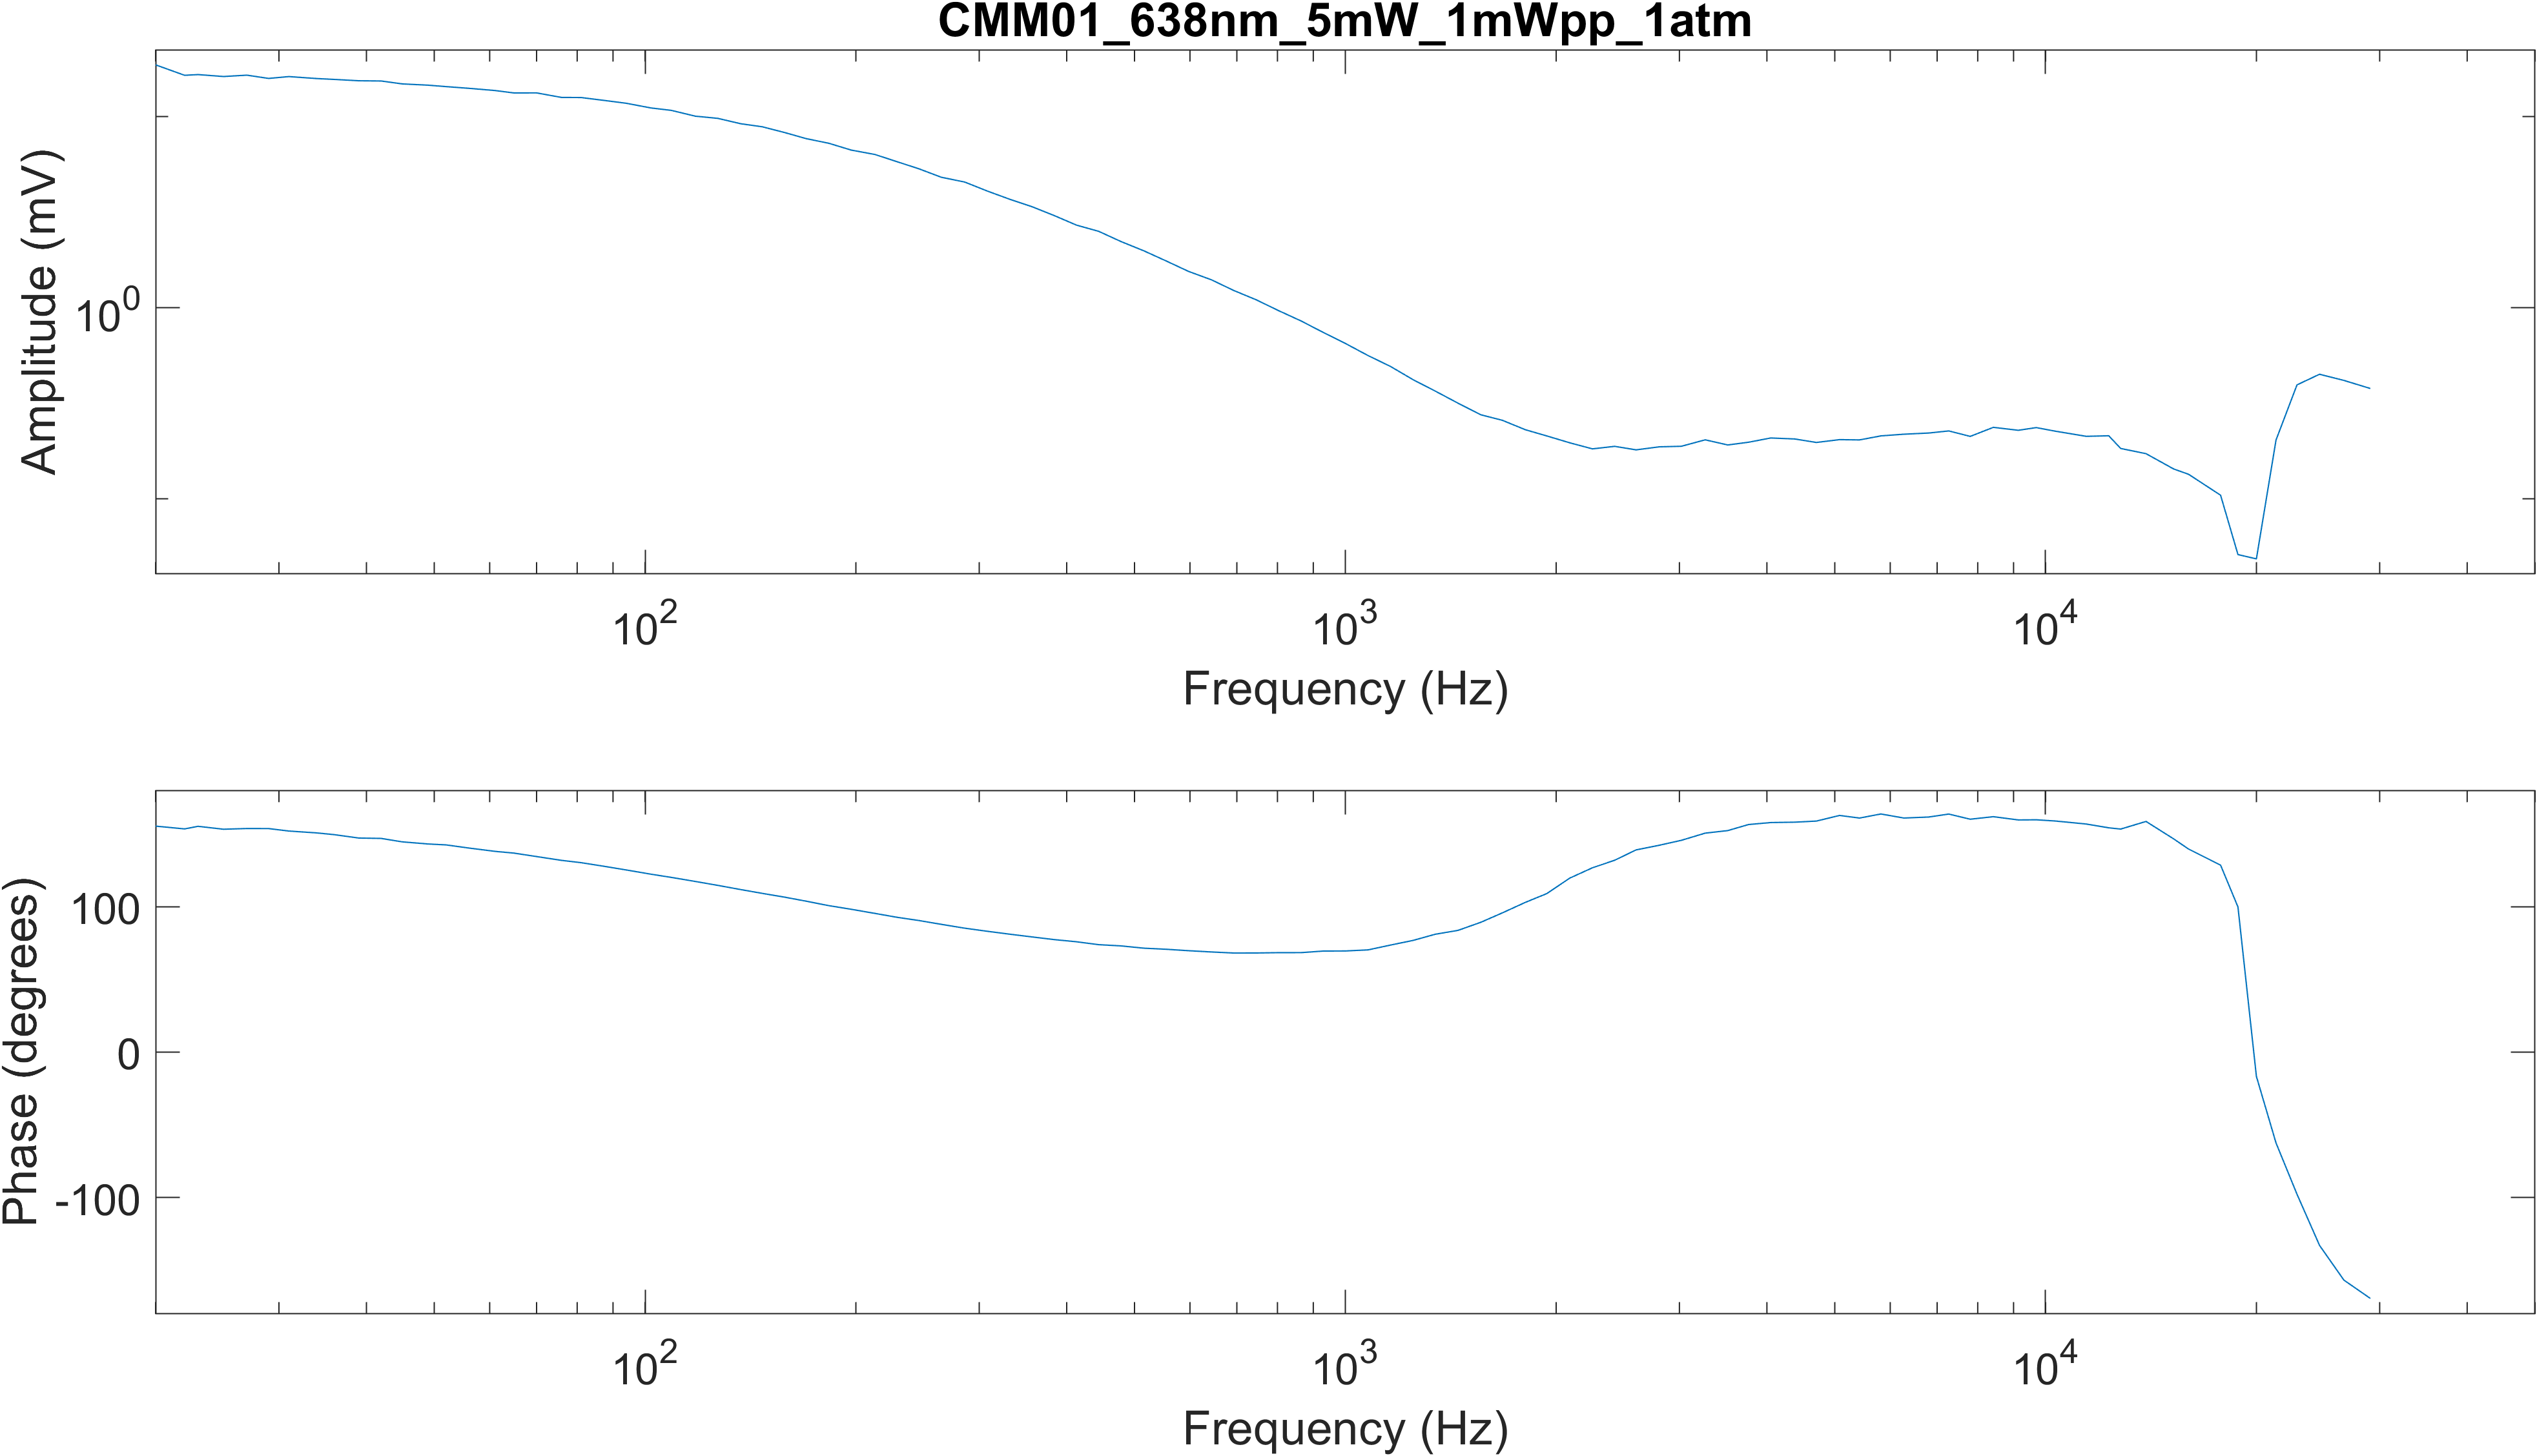 CMM01_638nm_5mW_1mWpp_1atm
Amplitude (mV)
10^0
10^2 10^3 10^4
Frequency (Hz)
Phase (degrees)
100
0
-100
10^2 10^3 10^4
Frequency (Hz)